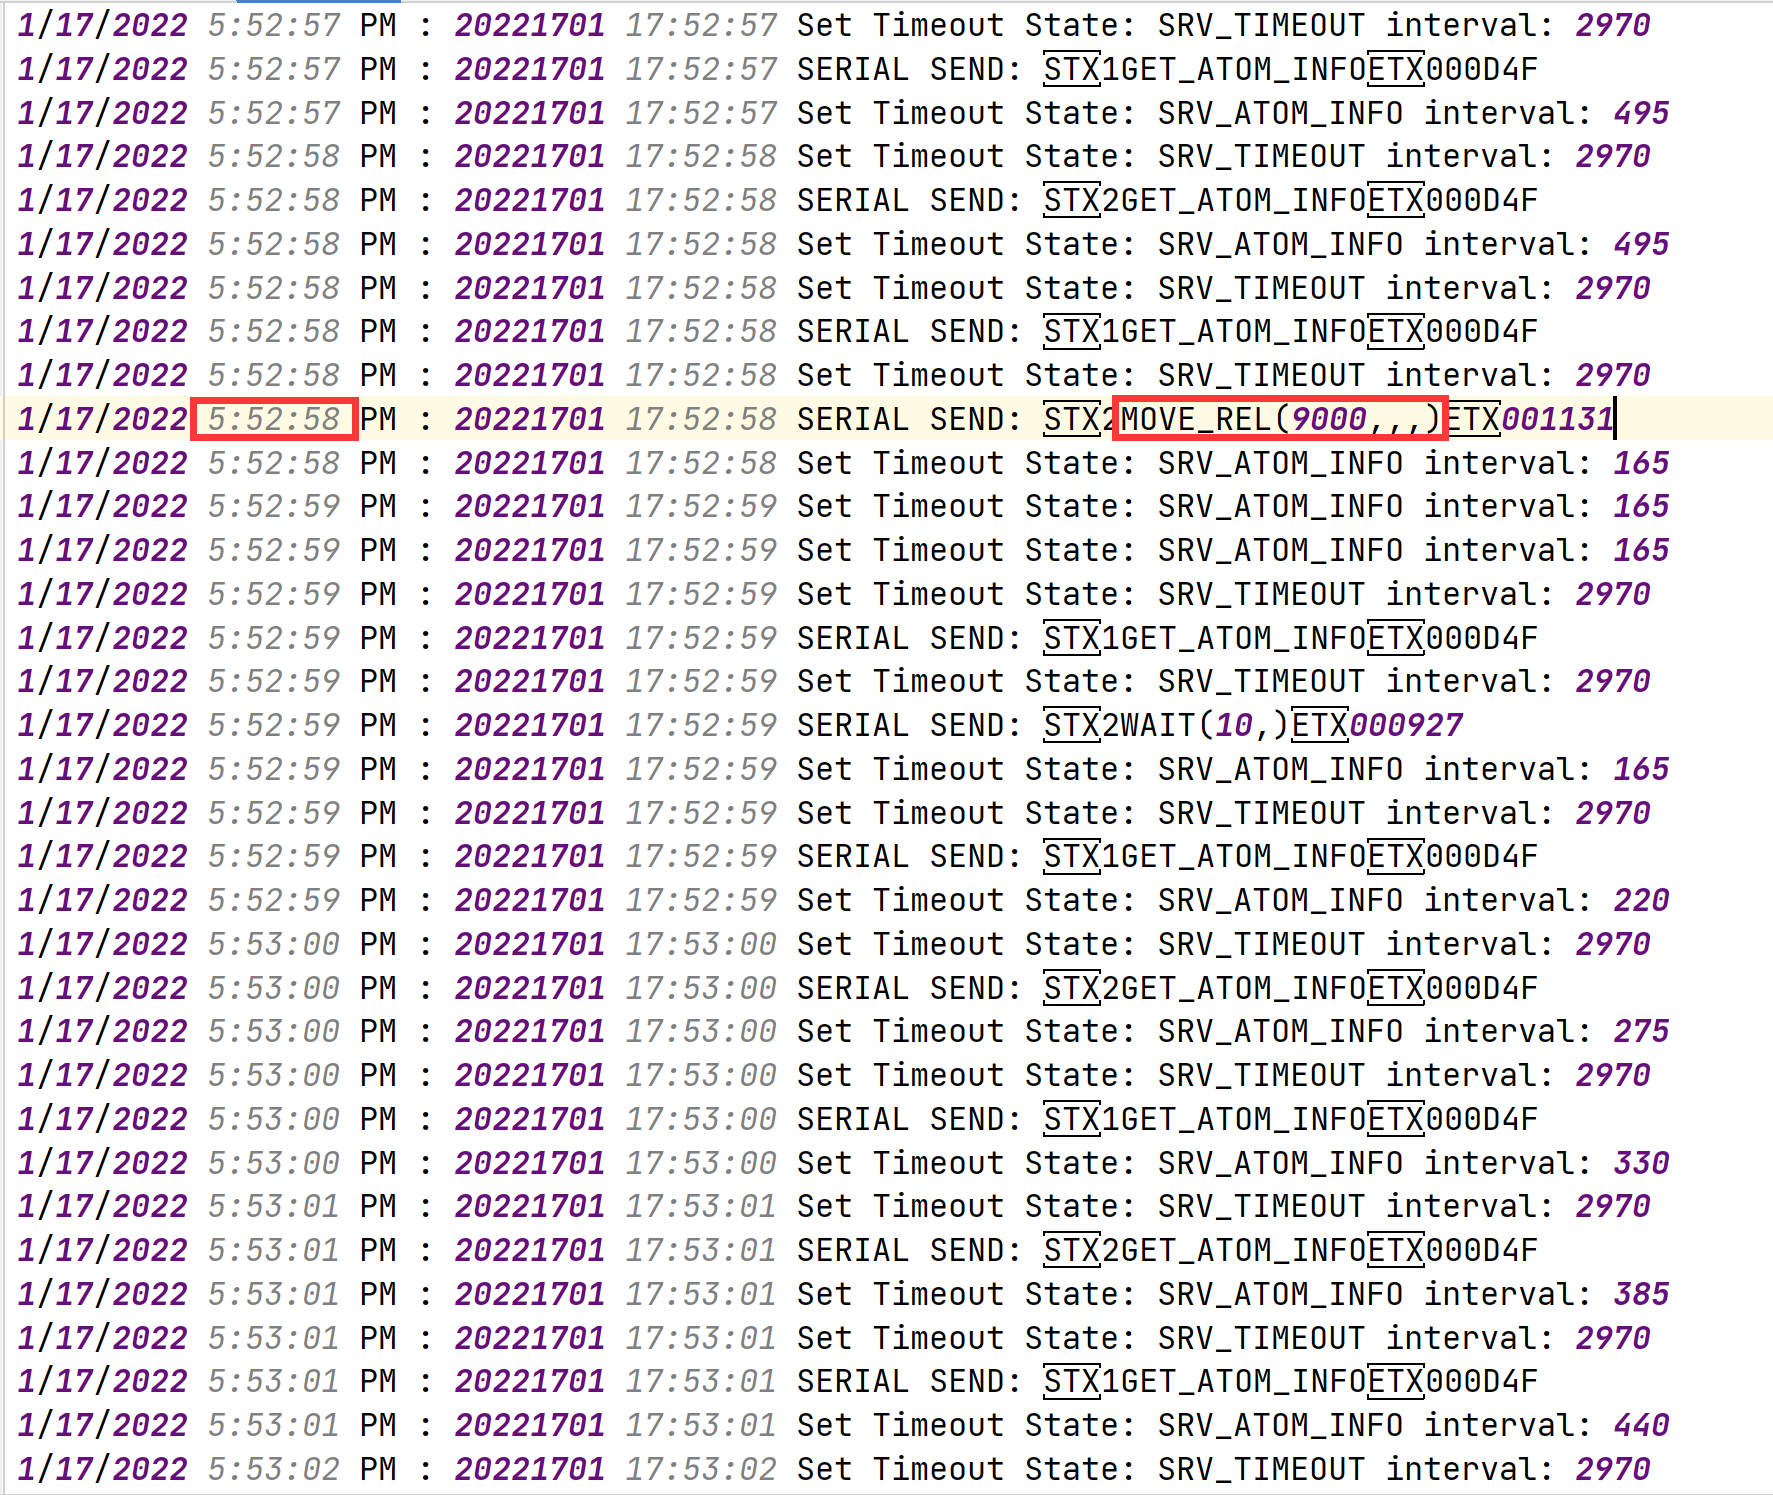 1/17/2022 5:52:57 PM : 20221701 17:52:57 Set Timeout State: SRV_TIMEOUT interval: 2970
1/17/2022 5:52:57 PM : 20221701 17:52:57 SERIAL SEND: STX1GET_ATOM_INFOETX000D4F
1/17/2022 5:52:57 PM : 20221701 17:52:57 Set Timeout State: SRV_ATOM_INFO interval: 495
1/17/2022 5:52:58 PM : 20221701 17:52:58 Set Timeout State: SRV_TIMEOUT interval: 2970
1/17/2022 5:52:58 PM : 20221701 17:52:58 SERIAL SEND: STX2GET_ATOM_INFOETX000D4F
1/17/2022 5:52:58 PM : 20221701 17:52:58 Set Timeout State: SRV_ATOM_INFO interval: 495
1/17/2022 5:52:58 PM : 20221701 17:52:58 Set Timeout State: SRV_TIMEOUT interval: 2970
1/17/2022 5:52:58 PM : 20221701 17:52:58 SERIAL SEND: STX1GET_ATOM_INFOETX000D4F
1/17/2022 5:52:58 PM : 20221701 17:52:58 Set Timeout State: SRV_TIMEOUT interval: 2970
1/17/2022 5:52:58 PM : 20221701 17:52:58 SERIAL SEND: STX2MOVE_REL(9000,,,)ETX001131
1/17/2022 5:52:58 PM : 20221701 17:52:58 Set Timeout State: SRV_ATOM_INFO interval: 165
1/17/2022 5:52:59 PM : 20221701 17:52:59 Set Timeout State: SRV_ATOM_INFO interval: 165
1/17/2022 5:52:59 PM : 20221701 17:52:59 Set Timeout State: SRV_ATOM_INFO interval: 165
1/17/2022 5:52:59 PM : 20221701 17:52:59 Set Timeout State: SRV_TIMEOUT interval: 2970
1/17/2022 5:52:59 PM : 20221701 17:52:59 SERIAL SEND: STX1GET_ATOM_INFOETX000D4F
1/17/2022 5:52:59 PM : 20221701 17:52:59 Set Timeout State: SRV_TIMEOUT interval: 2970
1/17/2022 5:52:59 PM : 20221701 17:52:59 SERIAL SEND: STX2WAIT(10,)ETX000927
1/17/2022 5:52:59 PM : 20221701 17:52:59 Set Timeout State: SRV_ATOM_INFO interval: 165
1/17/2022 5:52:59 PM : 20221701 17:52:59 Set Timeout State: SRV_TIMEOUT interval: 2970
1/17/2022 5:52:59 PM : 20221701 17:52:59 SERIAL SEND: STX1GET_ATOM_INFOETX000D4F
1/17/2022 5:52:59 PM : 20221701 17:52:59 Set Timeout State: SRV_ATOM_INFO interval: 220
1/17/2022 5:53:00 PM : 20221701 17:53:00 Set Timeout State: SRV_TIMEOUT interval: 2970
1/17/2022 5:53:00 PM : 20221701 17:53:00 SERIAL SEND: STX2GET_ATOM_INFOETX000D4F
1/17/2022 5:53:00 PM : 20221701 17:53:00 Set Timeout State: SRV_ATOM_INFO interval: 275
1/17/2022 5:53:00 PM : 20221701 17:53:00 Set Timeout State: SRV_TIMEOUT interval: 2970
1/17/2022 5:53:00 PM : 20221701 17:53:00 SERIAL SEND: STX1GET_ATOM_INFOETX000D4F
1/17/2022 5:53:00 PM : 20221701 17:53:00 Set Timeout State: SRV_ATOM_INFO interval: 330
1/17/2022 5:53:01 PM : 20221701 17:53:01 Set Timeout State: SRV_TIMEOUT interval: 2970
1/17/2022 5:53:01 PM : 20221701 17:53:01 SERIAL SEND: STX2GET_ATOM_INFOETX000D4F
1/17/2022 5:53:01 PM : 20221701 17:53:01 Set Timeout State: SRV_ATOM_INFO interval: 385
1/17/2022 5:53:01 PM : 20221701 17:53:01 Set Timeout State: SRV_TIMEOUT interval: 2970
1/17/2022 5:53:01 PM : 20221701 17:53:01 SERIAL SEND: STX1GET_ATOM_INFOETX000D4F
1/17/2022 5:53:01 PM : 20221701 17:53:01 Set Timeout State: SRV_ATOM_INFO interval: 440
1/17/2022 5:53:02 PM : 20221701 17:53:02 Set Timeout State: SRV_TIMEOUT interval: 2970